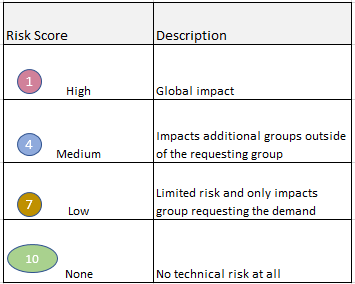 Risk Score Description
1
High Global impact
4
Medium Impacts additional groups outside
of the requesting group
7
Low Limited risk and only impacts
group requesting the demand
10
None No technical risk at all